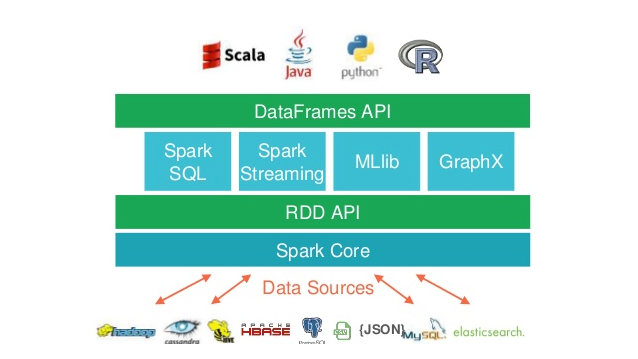 Scala
Java
python
R
DataFrames API
Spark
SQL
Spark
Streaming
MLlib
GraphX
RDD API
Spark Core
Data Sources
hadoop
cassandra
HIVE
APACHE
HBASE
CSV
{JSON}
MySQL
elasticsearch.